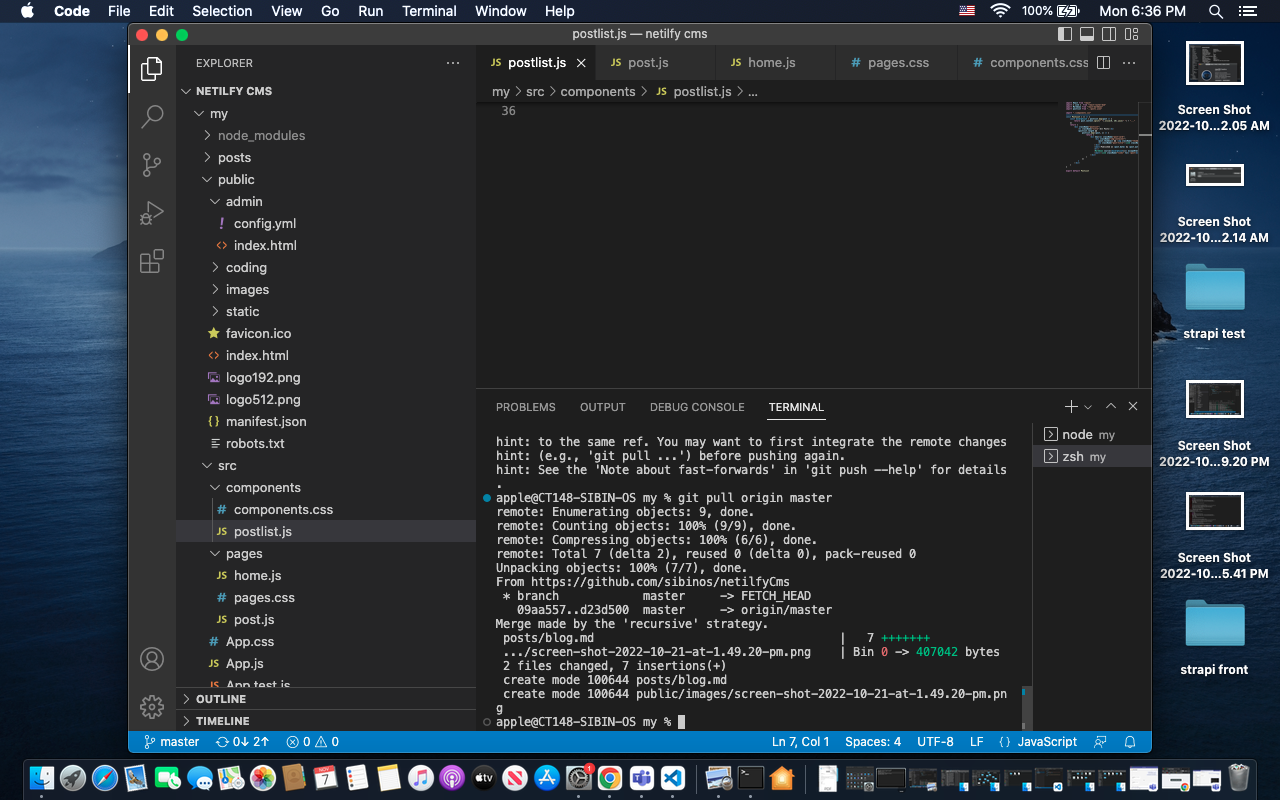 Code File Edit Selection View Go Run Terminal Window Help 100% Mon 6:36 PM
postlist.js — netilfy cms
EXPLORER
NETILFY CMS
my
node_modules
posts
public
admin
! config.yml
<> index.html
coding
images
static
favicon.ico
<> index.html
logo192.png
logo512.png
{ } manifest.json
robots.txt
src
components
# components.css
JS postlist.js
pages
JS home.js
# pages.css
JS post.js
# App.css
JS App.js
JS App.test.js
OUTLINE
TIMELINE
JS postlist.js JS post.js JS home.js # pages.css # components.css
my > src > components > JS postlist.js > ...
36
PROBLEMS OUTPUT DEBUG CONSOLE TERMINAL
hint: to the same ref. You may want to first integrate the remote changes
hint: (e.g., 'git pull ...') before pushing again.
hint: See the 'Note about fast-forwards' in 'git push --help' for details
.
apple@CT148-SIBIN-OS my % git pull origin master
remote: Enumerating objects: 9, done.
remote: Counting objects: 100% (9/9), done.
remote: Compressing objects: 100% (6/6), done.
remote: Total 7 (delta 2), reused 0 (delta 0), pack-reused 0
Unpacking objects: 100% (7/7), done.
From https://github.com/sibinos/netilfyCms
* branch master -> FETCH_HEAD
09aa557..d23d500 master -> origin/master
Merge made by the 'recursive' strategy.
posts/blog.md | 7 +++++++
.../screen-shot-2022-10-21-at-1.49.20-pm.png | Bin 0 -> 407042 bytes
2 files changed, 7 insertions(+)
create mode 100644 posts/blog.md
create mode 100644 public/images/screen-shot-2022-10-21-at-1.49.20-pm.pn
g
apple@CT148-SIBIN-OS my %
node my
zsh my
master 0↓ 2↑ 0 0 Ln 7, Col 1 Spaces: 4 UTF-8 LF { } JavaScript
Screen Shot
2022-10...2.05 AM
Screen Shot
2022-10...2.14 AM
strapi test
Screen Shot
2022-10...9.20 PM
Screen Shot
2022-10...5.41 PM
strapi front
7
tv
1